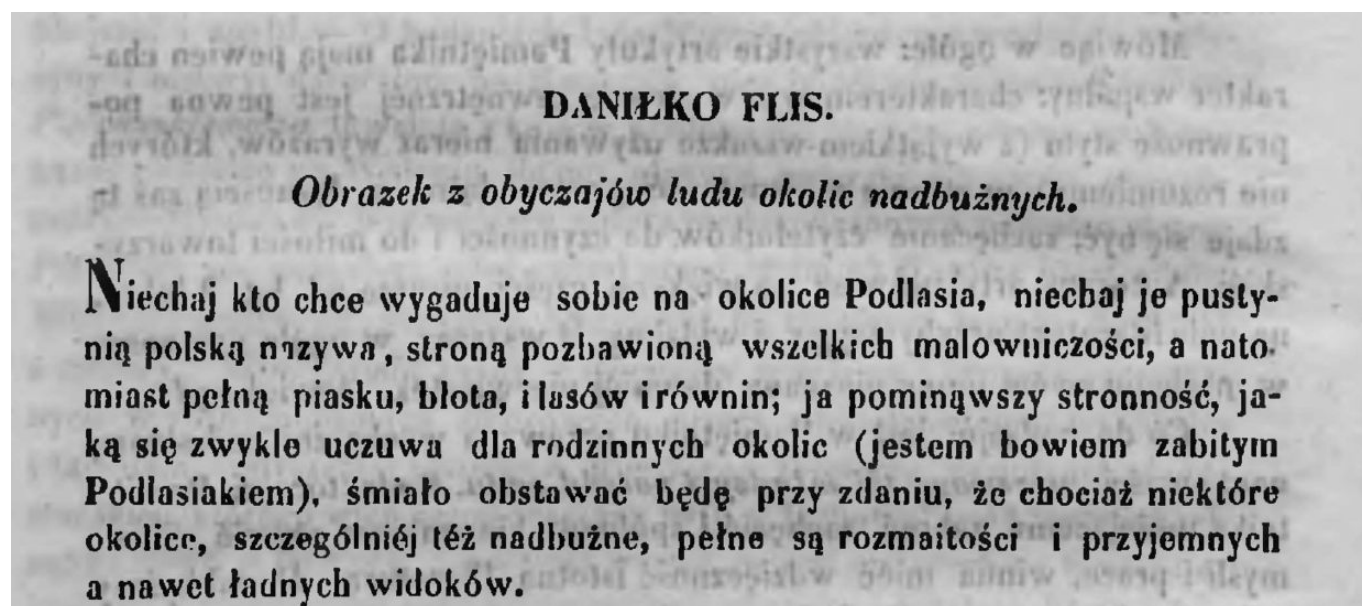 DANIŁKO FLIS.
Obrazek z obyczajów ludu okolic nadbużnych.
Niechaj kto chce wygaduje sobie na okolice Podlasia, niechaj je pusty-
nią polską nazywa, stroną pozbawioną wszelkich malowniczości, a nato-
miast pełną piasku, błota, i lasów i równin; ja pominąwszy stronność, ja-
ką się zwykle uczuwa dla rodzinnych okolic (jestem bowiem zabitym
Podlasiakiem), śmiało obstawać będę przy zdaniu, że chociaż niektóre
okolice, szczególniéj téż nadbużne, pełne są rozmaitości i przyjemnych
a nawet ładnych widoków.